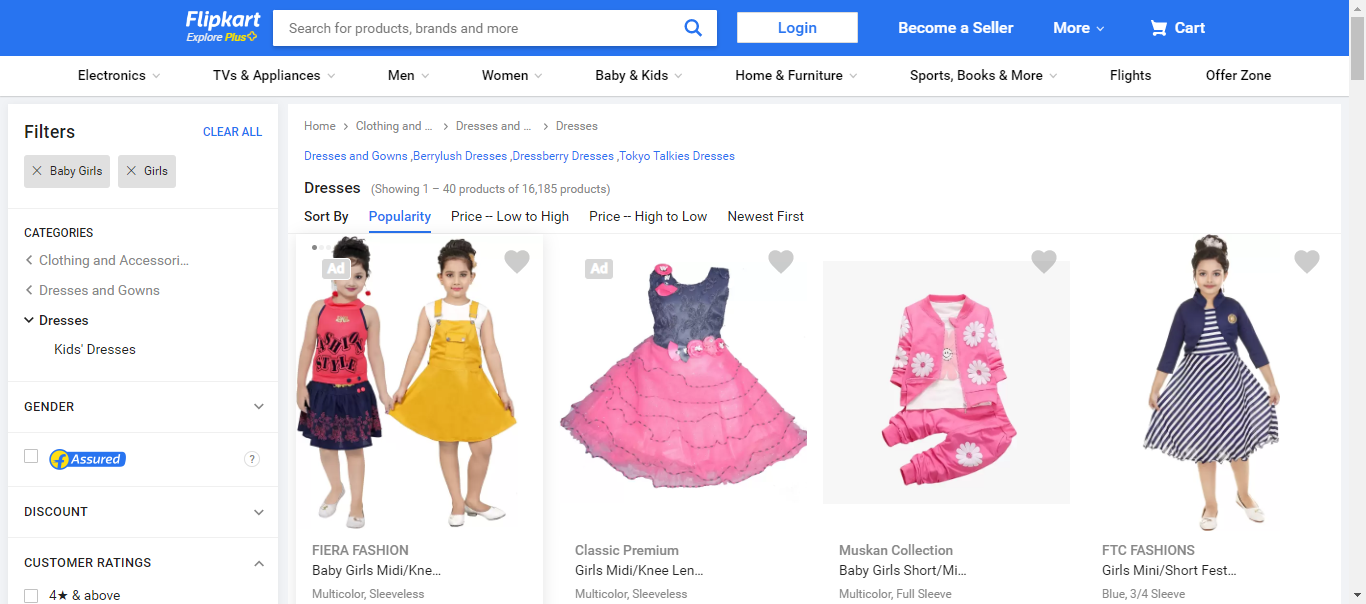 Flipkart
Explore Plus
Search for products, brands and more
Login
Become a Seller
More
Cart
Electronics
TVs & Appliances
Men
Women
Baby & Kids
Home & Furniture
Sports, Books & More
Flights
Offer Zone
Filters
CLEAR ALL
Baby Girls
Girls
CATEGORIES
Clothing and Accessori...
Dresses and Gowns
Dresses
Kids' Dresses
GENDER
Assured
?
DISCOUNT
CUSTOMER RATINGS
4★ & above
Home > Clothing and ... > Dresses and ... > Dresses
Dresses and Gowns ,Berrylush Dresses ,Dressberry Dresses ,Tokyo Talkies Dresses
Dresses (Showing 1 – 40 products of 16,185 products)
Sort By Popularity Price -- Low to High Price -- High to Low Newest First
Ad
FASHION
STYLE
FIERA FASHION
Baby Girls Midi/Kne...
Multicolor, Sleeveless
Ad
Classic Premium
Girls Midi/Knee Len...
Multicolor, Sleeveless
Muskan Collection
Baby Girls Short/Mi...
Multicolor, Full Sleeve
FTC FASHIONS
Girls Mini/Short Fest...
Blue, 3/4 Sleeve